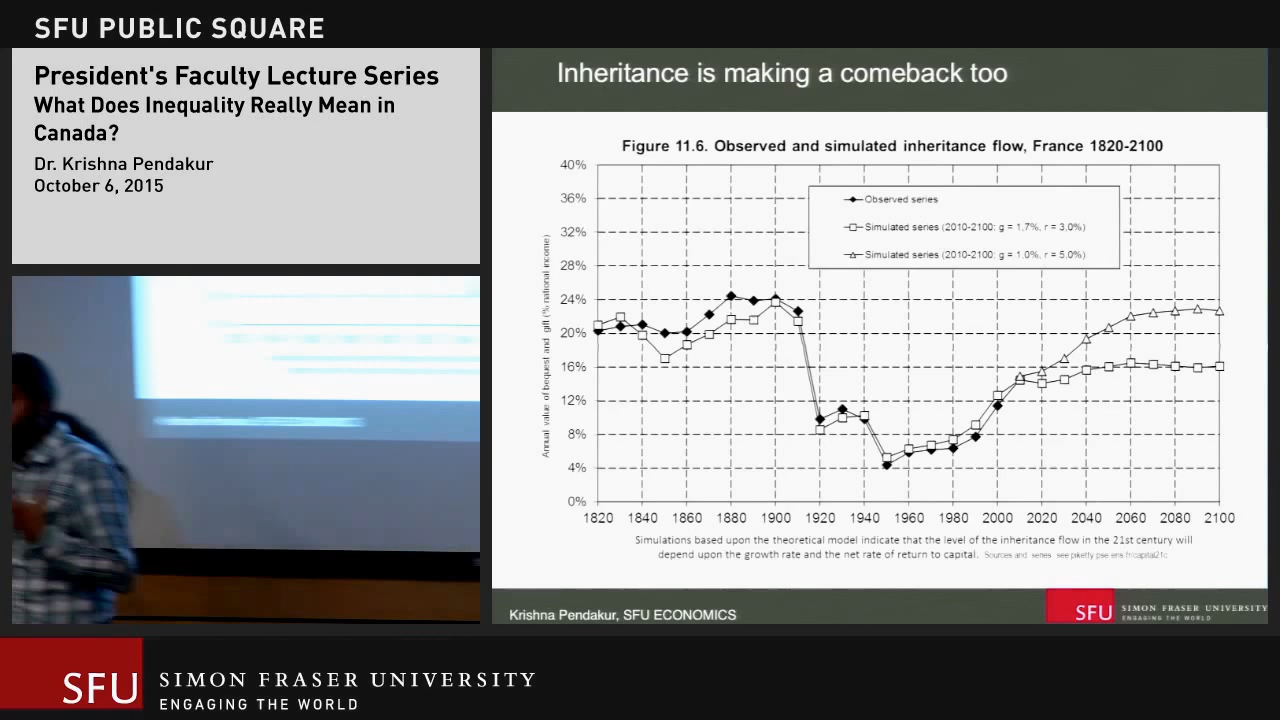 SFU PUBLIC SQUARE
President's Faculty Lecture Series
What Does Inequality Really Mean in
Canada?
Dr. Krishna Pendakur
October 6, 2015
Inheritance is making a comeback too
Figure 11.6. Observed and simulated inheritance flow, France 1820-2100
40%
36%
32%
28%
24%
20%
16%
12%
8%
4%
0%
Annual value of bequest and gift (% national income)
Observed series
Simulated series (2010-2100: g = 1.7%, r = 3.0%)
Simulated series (2010-2100: g = 1.0%, r = 5.0%)
1820 1840 1860 1880 1900 1920 1940 1960 1980 2000 2020 2040 2060 2080 2100
Simulations based upon the theoretical model indicate that the level of the inheritance flow in the 21st century will
depend upon the growth rate and the net rate of return to capital. Sources and series: see
Krishna Pendakur, SFU ECONOMICS
SFU SIMON FRASER UNIVERSITY
ENGAGING THE WORLD
SFU SIMON FRASER UNIVERSITY
ENGAGING THE WORLD